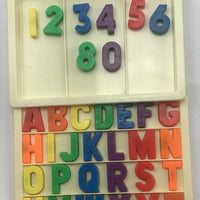 123456
80
ABCDEFG
HIJKLMN
OPQRST